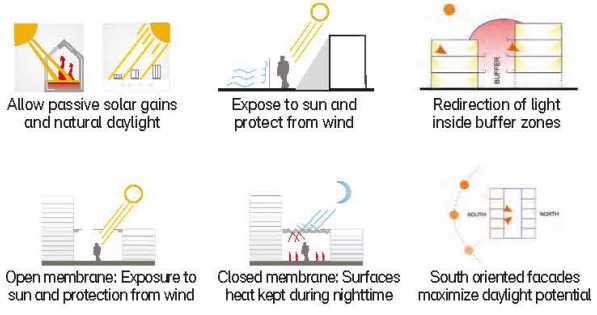 Allow passive solar gains
and natural daylight
Expose to sun and
protect from wind
BUFFER
Redirection of light
inside buffer zones
Open membrane: Exposure to
sun and protection from wind
Closed membrane: Surfaces
heat kept during nighttime
SOUTH
NORTH
South oriented facades
maximize daylight potential